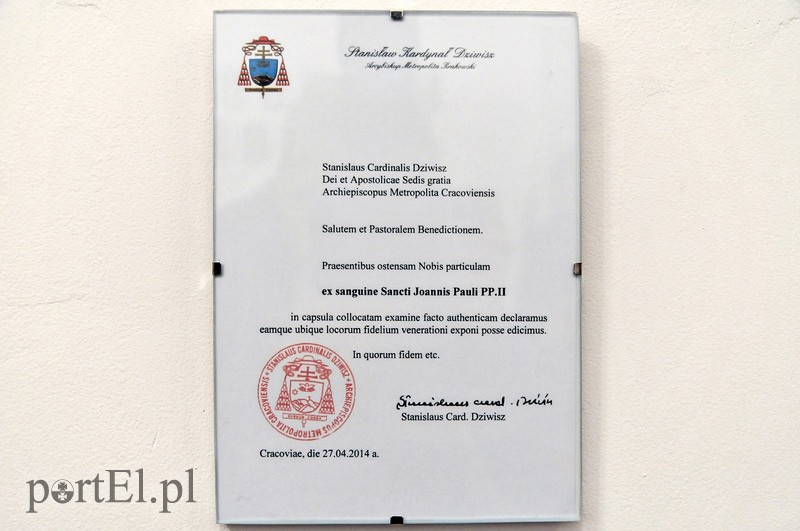 Stanisław Kardynał Dziwisz
Arcybiskup Metropolita Krakowski
Stanislaus Cardinalis Dziwisz
Dei et Apostolicae Sedis gratia
Archiepiscopus Metropolita Cracoviensis
Salutem et Pastoralem Benedictionem.
Praesentibus ostensam Nobis particulam
ex sanguine Sancti Joannis Pauli PP.II
in capsula collocatam examine facto authenticam declaramus
eamque ubique locorum fidelium venerationi exponi posse edicimus.
In quorum fidem etc.
STANISLAUS CARDINALIS DZIWISZ * ARCHIEPISCOPUS METROPOLITA CRACOVIENSIS *
Stanislaus Card. Dziwisz
Cracoviae, die 27.04.2014 a.
portEl.pl